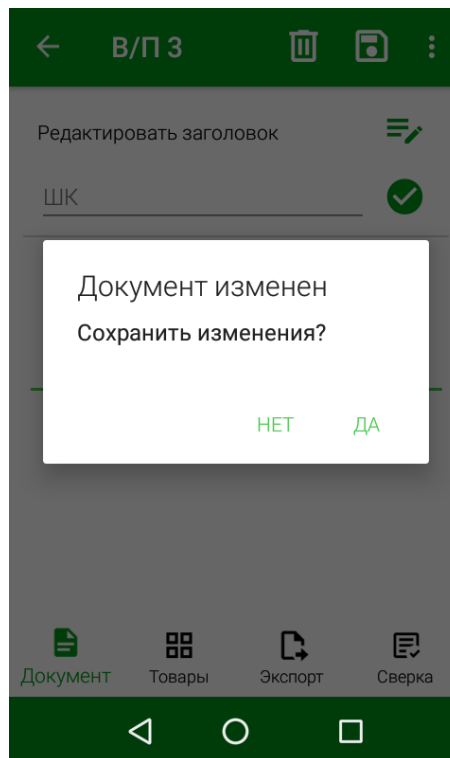 В/П 3
Редактировать заголовок
ШК
Документ изменен
Сохранить изменения?
НЕТ ДА
Документ Товары Экспорт Сверка